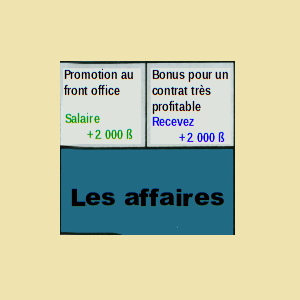 Promotion au
front office
Salaire
+2 000 ß
Bonus pour un
contrat très
profitable
Recevez
+2 000 ß
Les affaires